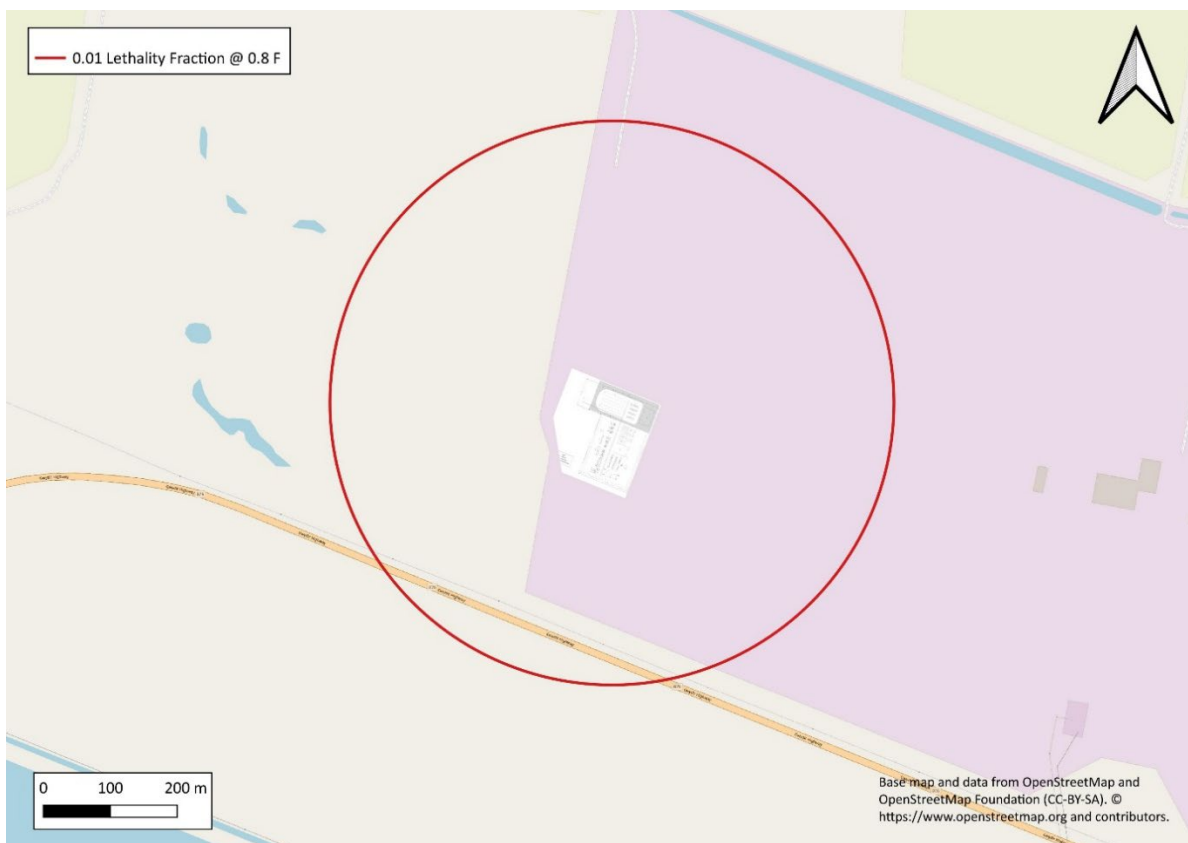 0.01 Lethality Fraction @ 0.8 F
0 100 200 m
Base map and data from OpenStreetMap and
OpenStreetMap Foundation (CC-BY-SA). ©
https://www.openstreetmap.org and contributors.